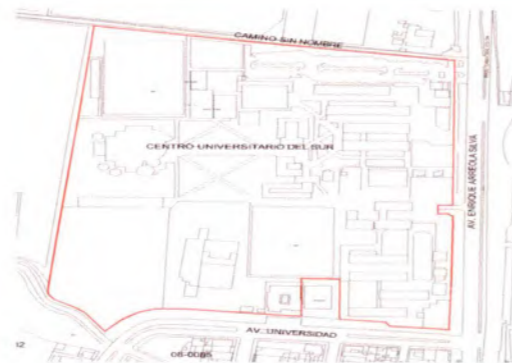 CAMINO SIN NOMBRE
CENTRO UNIVERSITARIO DEL SUR
AV. ENRIQUE ARREOLA SILVA
AV. UNIVERSIDAD